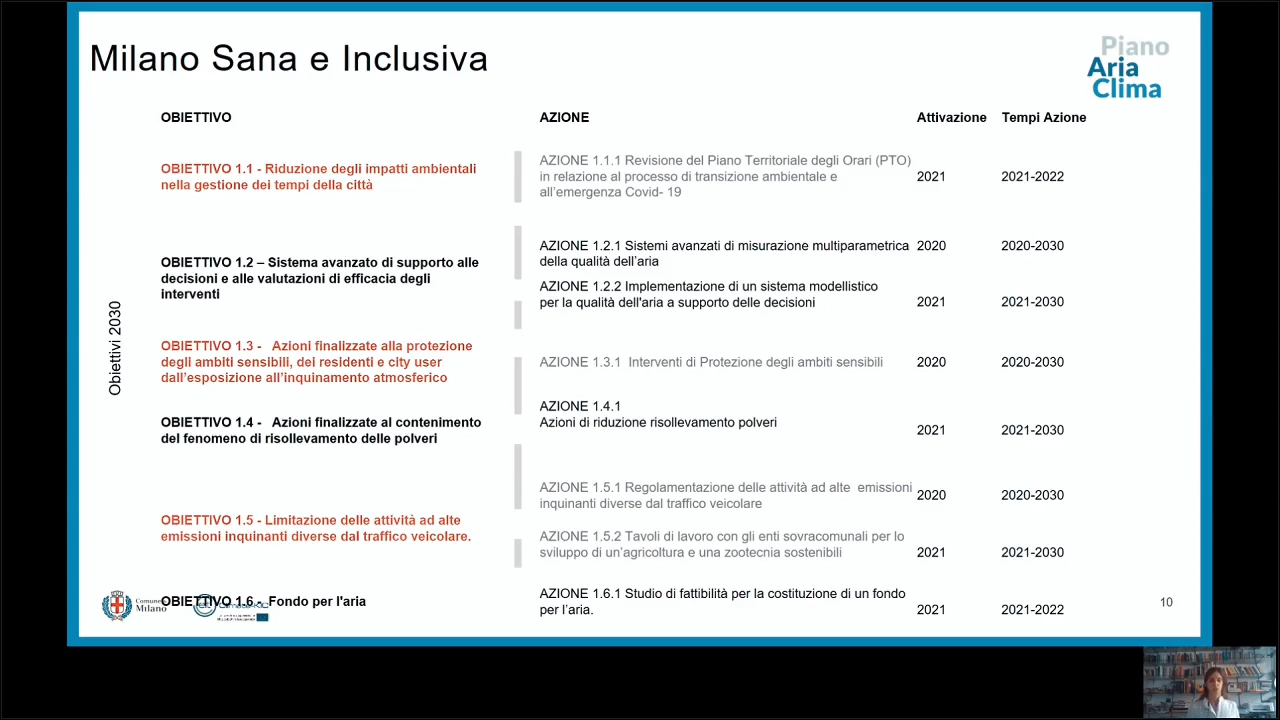 Milano Sana e Inclusiva
Piano
Aria
Clima
OBIETTIVO
AZIONE
Attivazione
Tempi Azione
Obiettivi 2030
OBIETTIVO 1.1 - Riduzione degli impatti ambientali
nella gestione dei tempi della città
AZIONE 1.1.1 Revisione del Piano Territoriale degli Orari (PTO)
in relazione al processo di transizione ambientale e
all’emergenza Covid- 19
2021
2021-2022
OBIETTIVO 1.2 – Sistema avanzato di supporto alle
decisioni e alle valutazioni di efficacia degli
interventi
AZIONE 1.2.1 Sistemi avanzati di misurazione multiparametrica
della qualità dell’aria
2020
2020-2030
AZIONE 1.2.2 Implementazione di un sistema modellistico
per la qualità dell'aria a supporto delle decisioni
2021
2021-2030
OBIETTIVO 1.3 - Azioni finalizzate alla protezione
degli ambiti sensibili, dei residenti e city user
dall’esposizione all’inquinamento atmosferico
AZIONE 1.3.1 Interventi di Protezione degli ambiti sensibili
2020
2020-2030
OBIETTIVO 1.4 - Azioni finalizzate al contenimento
del fenomeno di risollevamento delle polveri
AZIONE 1.4.1
Azioni di riduzione risollevamento polveri
2021
2021-2030
OBIETTIVO 1.5 - Limitazione delle attività ad alte
emissioni inquinanti diverse dal traffico veicolare.
AZIONE 1.5.1 Regolamentazione delle attività ad alte emissioni
inquinanti diverse dal traffico veicolare
2020
2020-2030
AZIONE 1.5.2 Tavoli di lavoro con gli enti sovracomunali per lo
sviluppo di un’agricoltura e una zootecnia sostenibili
2021
2021-2030
OBIETTIVO 1.6 - Fondo per l'aria
AZIONE 1.6.1 Studio di fattibilità per la costituzione di un fondo
per l’aria.
2021
2021-2022
Milano
10